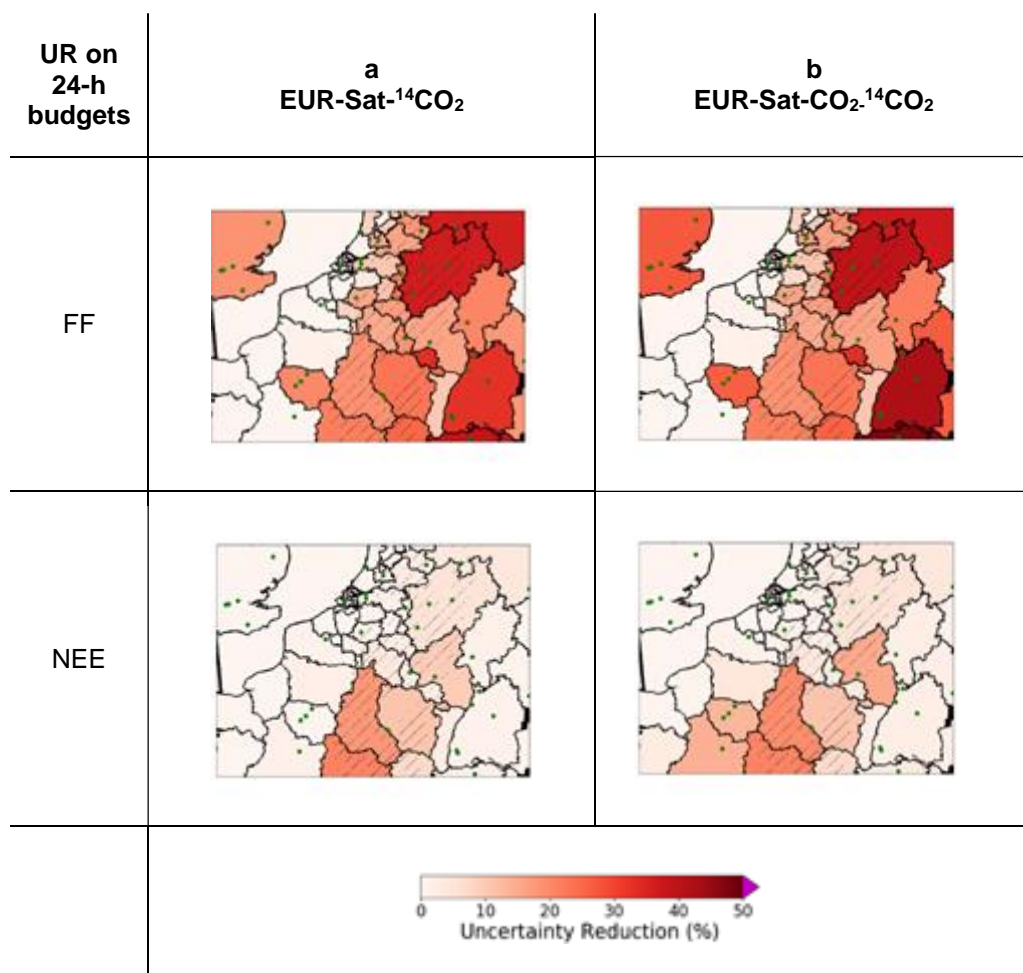 UR on
24-h
budgets
a
EUR-Sat-¹⁴CO₂
b
EUR-Sat-CO₂-¹⁴CO₂
FF
NEE
0 10 20 30 40 50
Uncertainty Reduction (%)